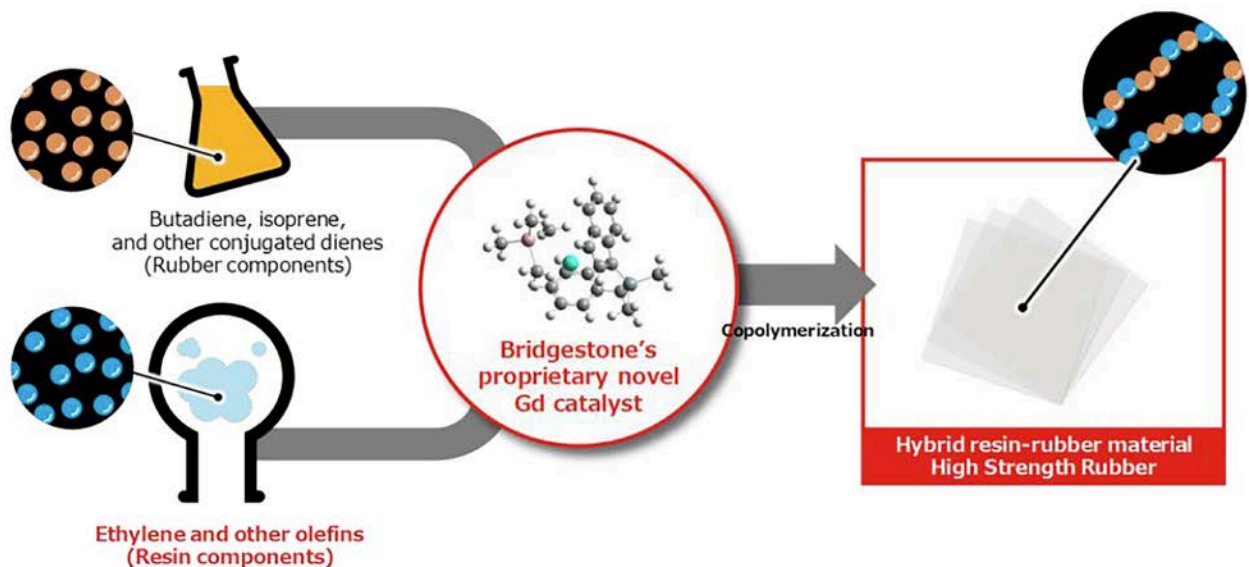 Butadiene, isoprene,
and other conjugated dienes
(Rubber components)
Ethylene and other olefins
(Resin components)
Bridgestone's
proprietary novel
Gd catalyst
Copolymerization
Hybrid resin-rubber material
High Strength Rubber